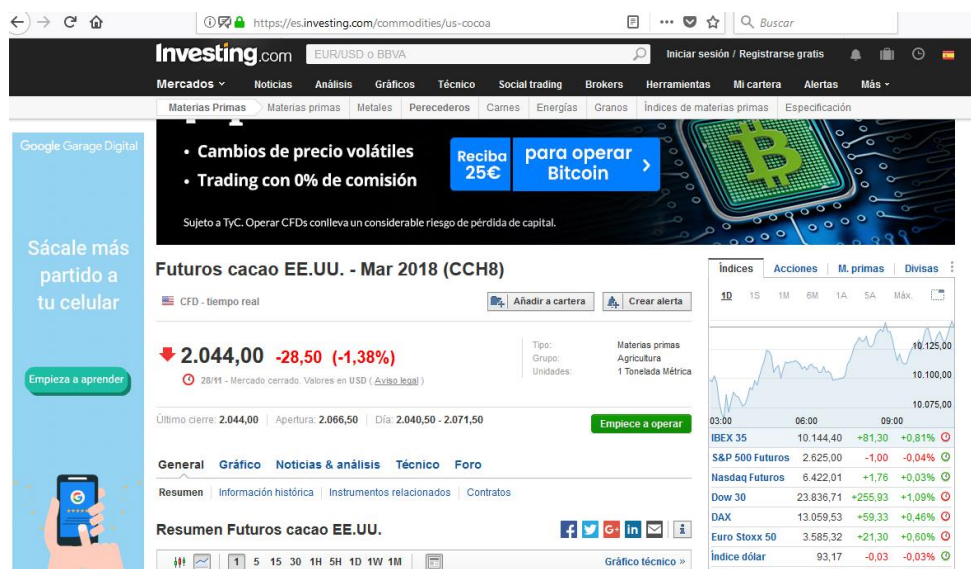 https://es.investing.com/commodities/us-cocoa
Buscar
Investing.com
EUR/USD o BBVA
Iniciar sesión / Registrarse gratis
Mercados Noticias Análisis Gráficos Técnico Social trading Brokers Herramientas Mi cartera Alertas Más
Materias Primas Materias primas Metales Perecederos Carnes Energías Granos Índices de materias primas Especificación
Google Garage Digital
Sácale más
partido a
tu celular
Empieza a aprender
G
• Cambios de precio volátiles
• Trading con 0% de comisión
Reciba
25€
para operar
Bitcoin
Sujeto a TyC. Operar CFDs conlleva un considerable riesgo de pérdida de capital.
Futuros cacao EE.UU. - Mar 2018 (CCH8)
CFD - tiempo real
Añadir a cartera
Crear alerta
2.044,00 -28,50 (-1,38%)
28/11 - Mercado cerrado. Valores en USD ( Aviso legal )
Tipo: Materias primas
Grupo: Agricultura
Unidades: 1 Tonelada Métrica
Último cierre: 2.044,00 Apertura: 2.066,50 Día: 2.040,50 - 2.071,50
Empiece a operar
General Gráfico Noticias & análisis Técnico Foro
Resumen Información histórica Instrumentos relacionados Contratos
Resumen Futuros cacao EE.UU.
1 5 15 30 1H 5H 1D 1W 1M
Gráfico técnico »
Índices Acciones M. primas Divisas
1D 1S 1M 6M 1A 5A Máx.
10.125,00
10.100,00
10.075,00
03:00 06:00 09:00
IBEX 35 10.144,40 +81,30 +0,81%
S&P 500 Futuros 2.625,00 -1,00 -0,04%
Nasdaq Futuros 6.422,01 +1,76 +0,03%
Dow 30 23.836,71 +255,93 +1,09%
DAX 13.059,53 +59,33 +0,46%
Euro Stoxx 50 3.585,32 +21,30 +0,60%
Índice dólar 93,17 -0,03 -0,03%